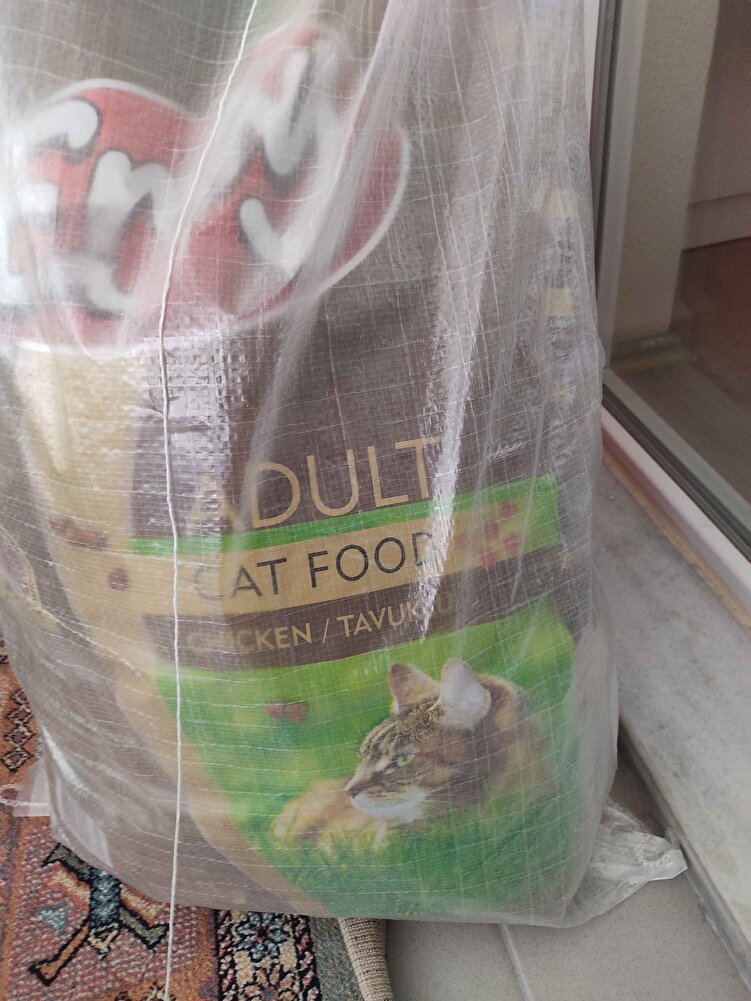 ADULT
CAT FOOD
CHICKEN / TAVUKLU